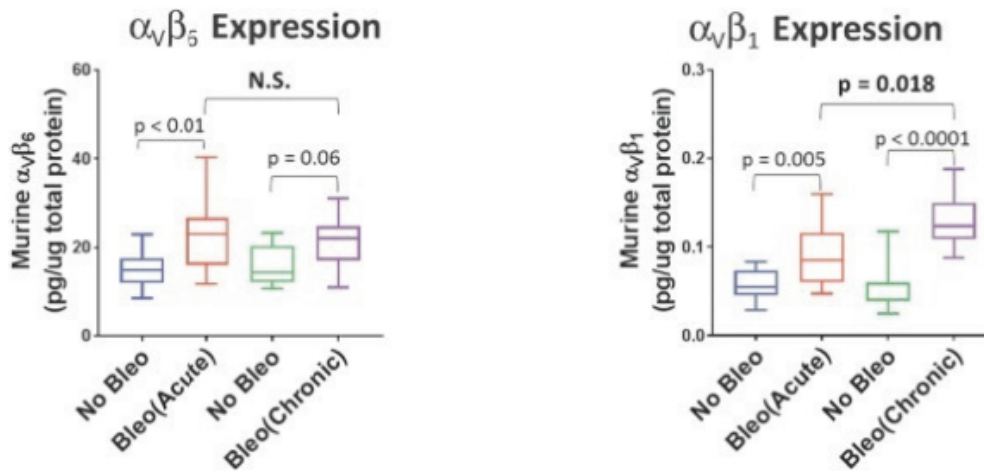 αVβ6 Expression
60
40
20
0
Murine αVβ6
(pg/ug total protein)
N.S.
p < 0.01
p = 0.06
No Bleo
Bleo(Acute)
No Bleo
Bleo(Chronic)
αVβ1 Expression
0.3
0.2
0.1
0.0
Murine αVβ1
(pg/ug total protein)
p = 0.018
p = 0.005
p < 0.0001
No Bleo
Bleo(Acute)
No Bleo
Bleo(Chronic)